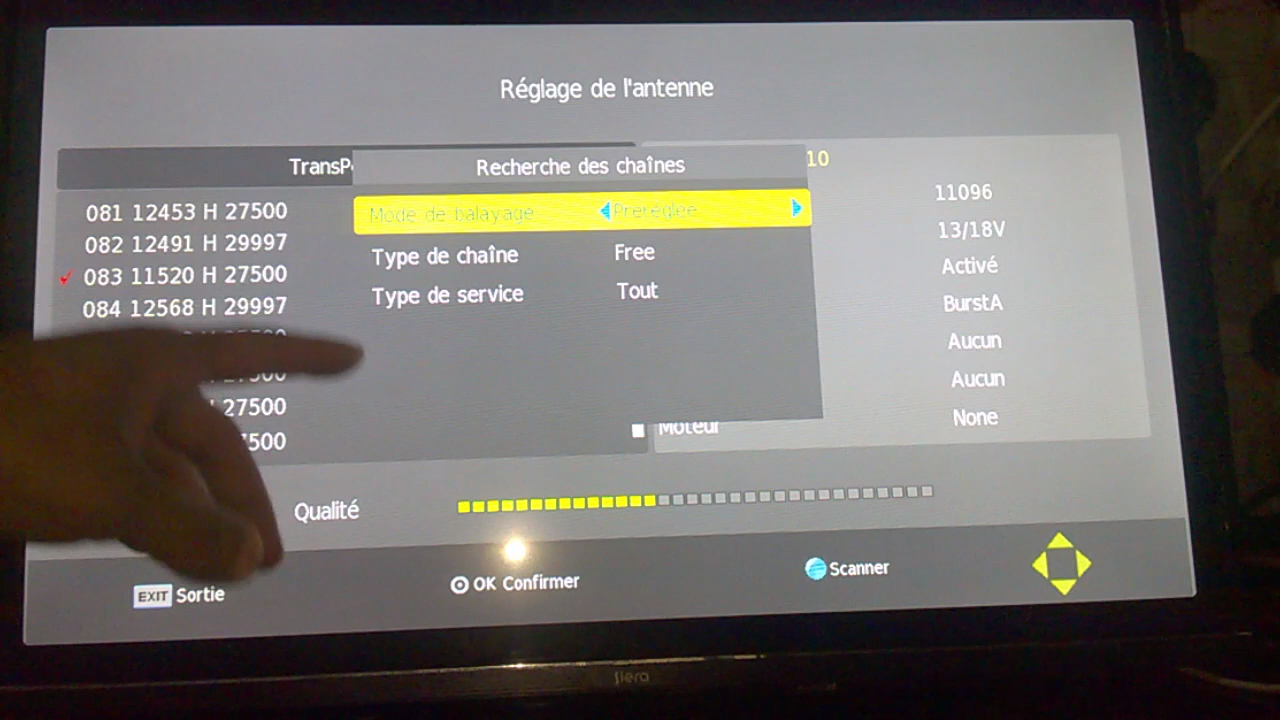 Réglage de l'antenne
TransP
Recherche des chaînes
10
Mode de balayage Préréglée
11096
081 12453 H 27500
13/18V
082 12491 H 29997
Type de chaîne Free
Activé
083 11520 H 27500
Type de service Tout
BurstA
084 12568 H 29997
Aucun
27500
Aucun
27500
Moteur None
500
Qualité
EXIT Sortie
OK Confirmer
Scanner
Siera